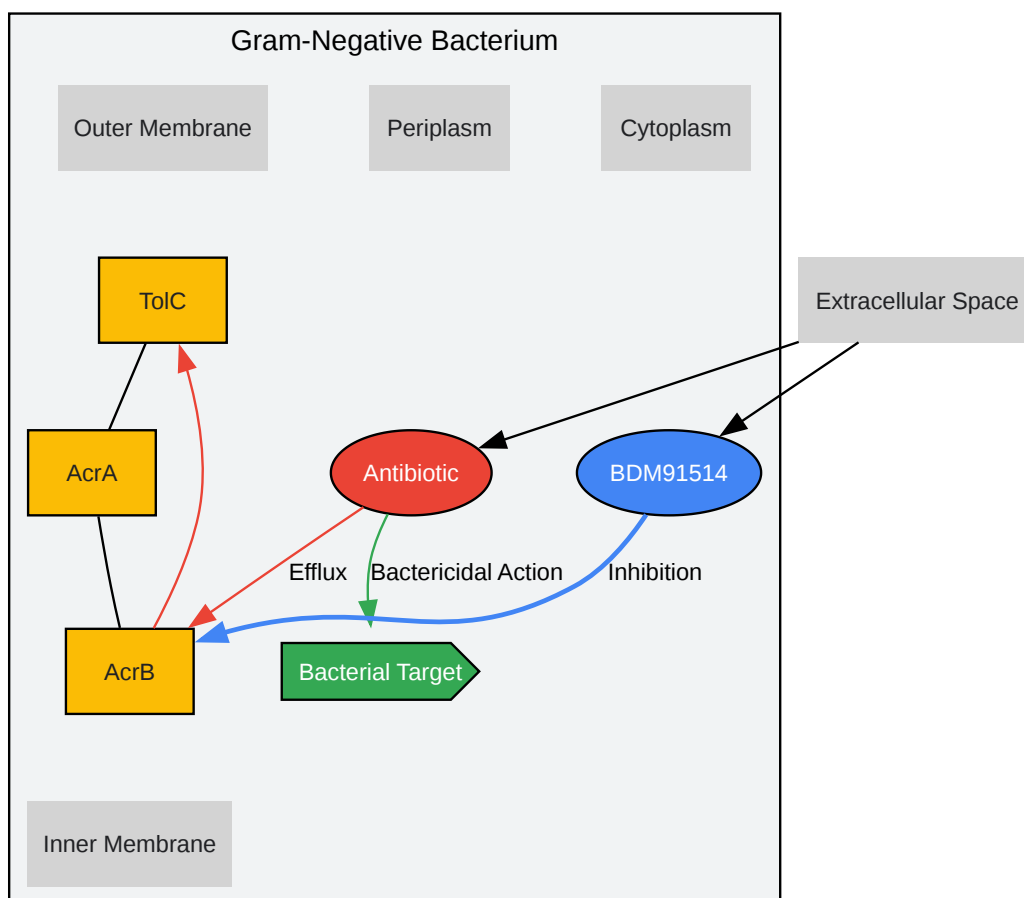 Gram-Negative Bacterium
Outer Membrane
Periplasm
Cytoplasm
TolC
Extracellular Space
AcrA
Antibiotic
BDM91514
Efflux
Bactericidal Action
Inhibition
AcrB
Bacterial Target
Inner Membrane